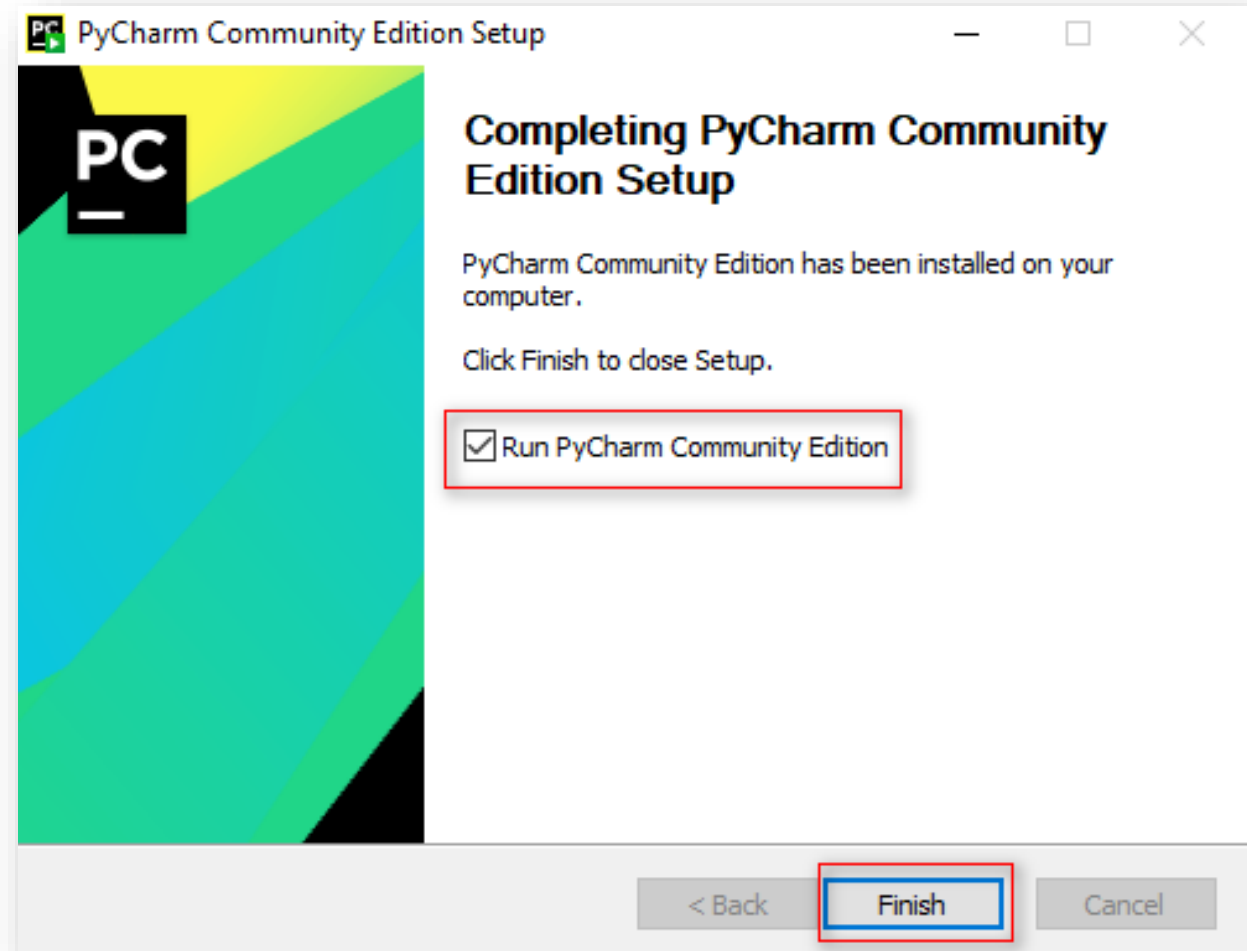 PyCharm Community Edition Setup
PC
Completing PyCharm Community
Edition Setup
PyCharm Community Edition has been installed on your
computer.
Click Finish to close Setup.
Run PyCharm Community Edition
< Back
Finish
Cancel